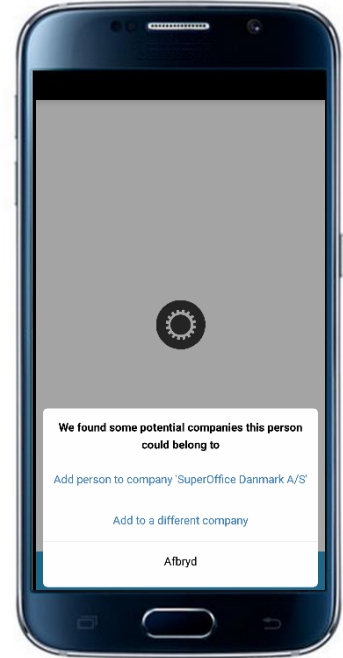 We found some potential companies this person
could belong to
Add person to company 'SuperOffice Danmark A/S'
Add to a different company
Afbryd